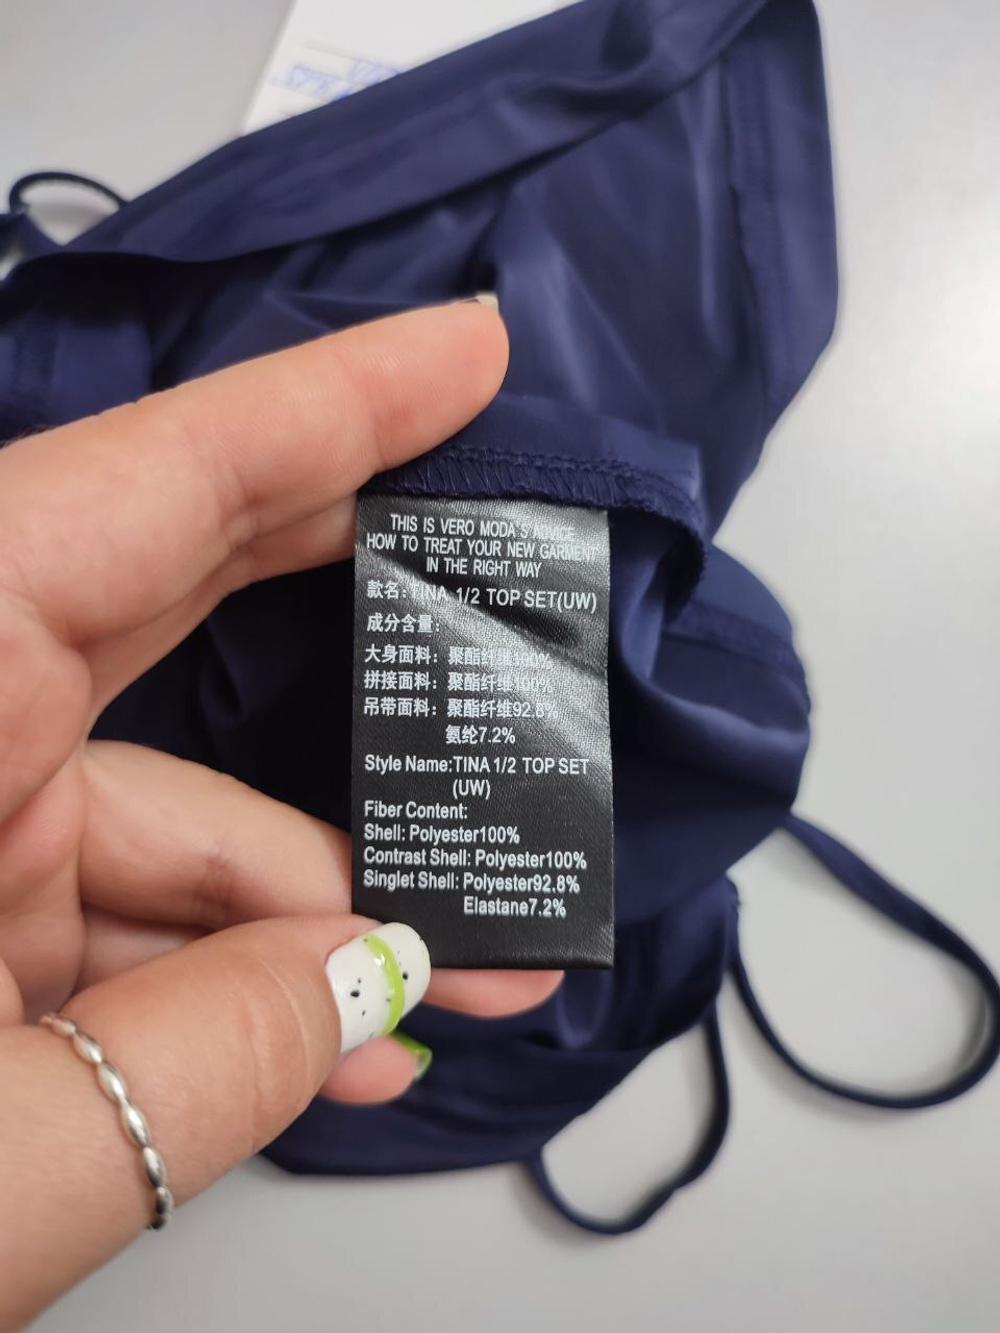 THIS IS VERO MODA'S ADVICE
HOW TO TREAT YOUR NEW GARMENT
IN THE RIGHT WAY
款名:TINA 1/2 TOP SET(UW)
成分含量:
大身面料: 聚酯纤维100%
拼接面料: 聚酯纤维100%
吊带面料: 聚酯纤维92.8%
氨纶7.2%
Style Name:TINA 1/2 TOP SET
(UW)
Fiber Content:
Shell: Polyester100%
Contrast Shell: Polyester100%
Singlet Shell: Polyester92.8%
Elastane7.2%